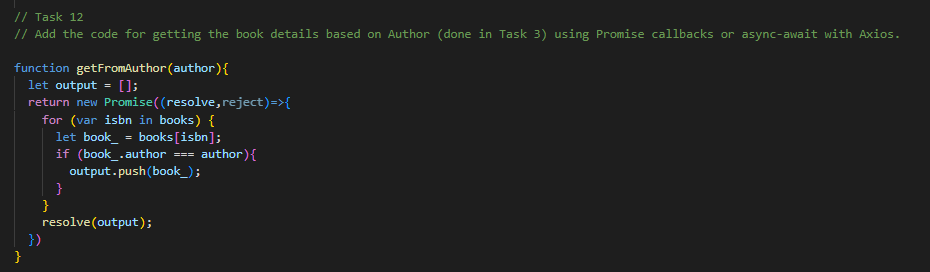 // Task 12
// Add the code for getting the book details based on Author (done in Task 3) using Promise callbacks or async-await with Axios.
function getFromAuthor(author){
let output = [];
return new Promise((resolve,reject)=>{
for (var isbn in books) {
let book_ = books[isbn];
if (book_.author === author){
output.push(book_);
}
}
resolve(output);
})
}